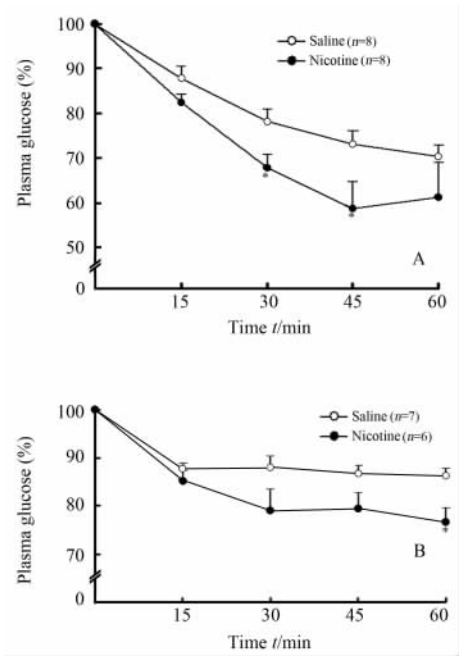 100
90
80
70
60
50
0
Plasma glucose (%)
Saline (n=8)
Nicotine (n=8)
*
*
A
15 30 45 60
Time t/min
100
90
80
70
0
Plasma glucose (%)
Saline (n=7)
Nicotine (n=6)
*
B
15 30 45 60
Time t/min